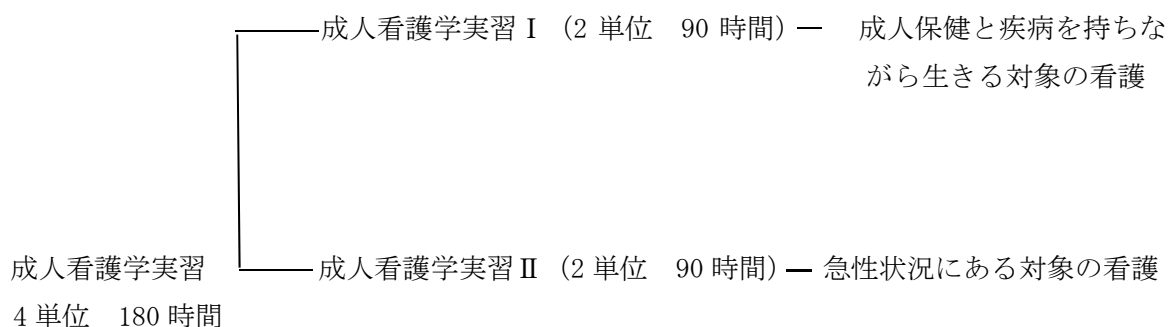 成人看護学実習Ⅰ (2 単位 90 時間) ― 成人保健と疾病を持ちな
がら生きる対象の看護
成人看護学実習 成人看護学実習Ⅱ (2 単位 90 時間) ― 急性状況にある対象の看護
4 単位 180 時間